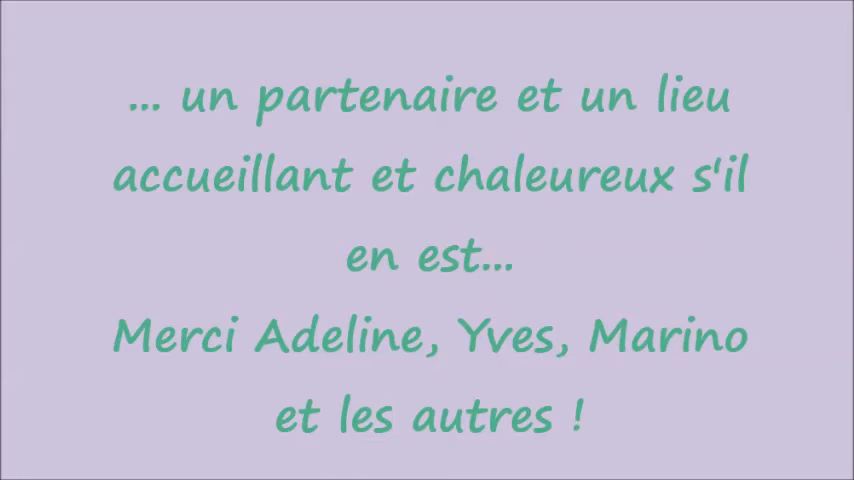 ... un partenaire et un lieu
accueillant et chaleureux s'il
en est...
Merci Adeline, Yves, Marino
et les autres !